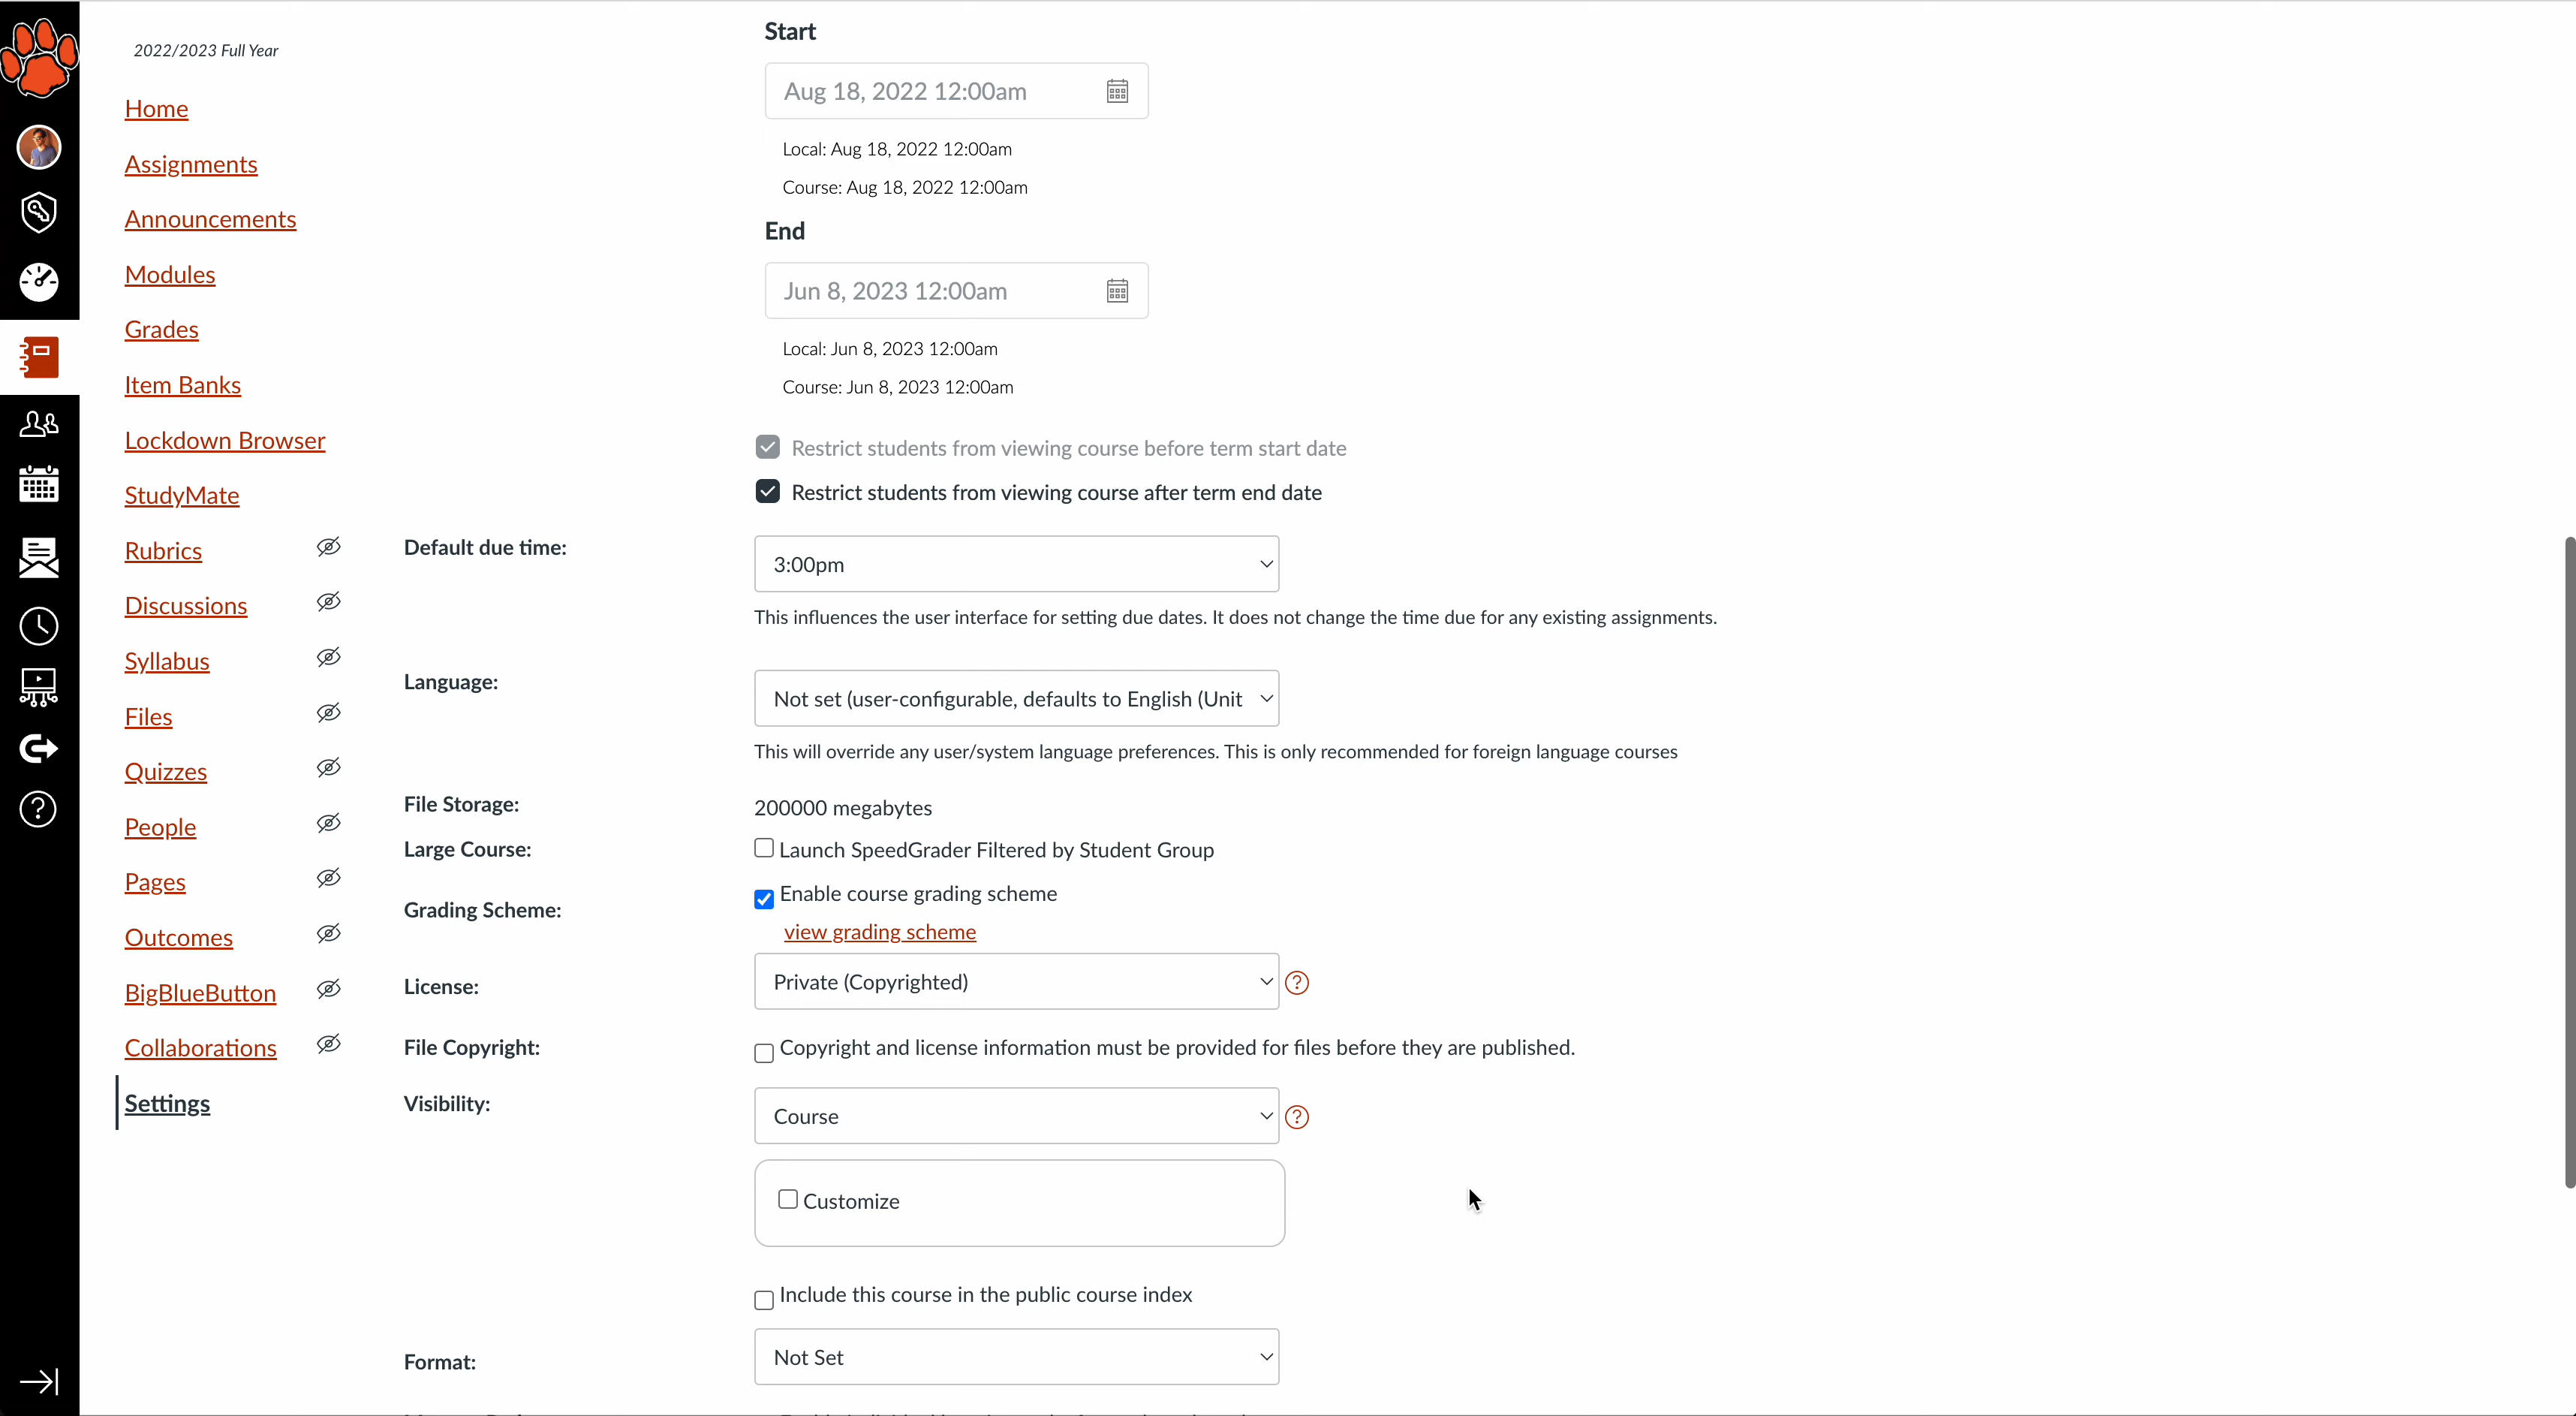 2022/2023 Full Year
Home
Assignments
Announcements
Modules
Grades
Item Banks
Lockdown Browser
StudyMate
Rubrics
Discussions
Syllabus
Files
Quizzes
People
Pages
Outcomes
BigBlueButton
Collaborations
Settings
Start
Aug 18, 2022 12:00am
Local: Aug 18, 2022 12:00am
Course: Aug 18, 2022 12:00am
End
Jun 8, 2023 12:00am
Local: Jun 8, 2023 12:00am
Course: Jun 8, 2023 12:00am
Restrict students from viewing course before term start date
Restrict students from viewing course after term end date
Default due time:
3:00pm
This influences the user interface for setting due dates. It does not change the time due for any existing assignments.
Language:
Not set (user-configurable, defaults to English (Unit
This will override any user/system language preferences. This is only recommended for foreign language courses
File Storage:
200000 megabytes
Large Course:
Launch SpeedGrader Filtered by Student Group
Grading Scheme:
Enable course grading scheme
view grading scheme
License:
Private (Copyrighted)
File Copyright:
Copyright and license information must be provided for files before they are published.
Visibility:
Course
Customize
Include this course in the public course index
Format:
Not Set